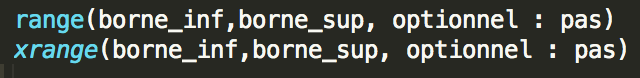 range(borne_inf,borne_sup, optionnel : pas)
xrange(borne_inf,borne_sup, optionnel : pas)